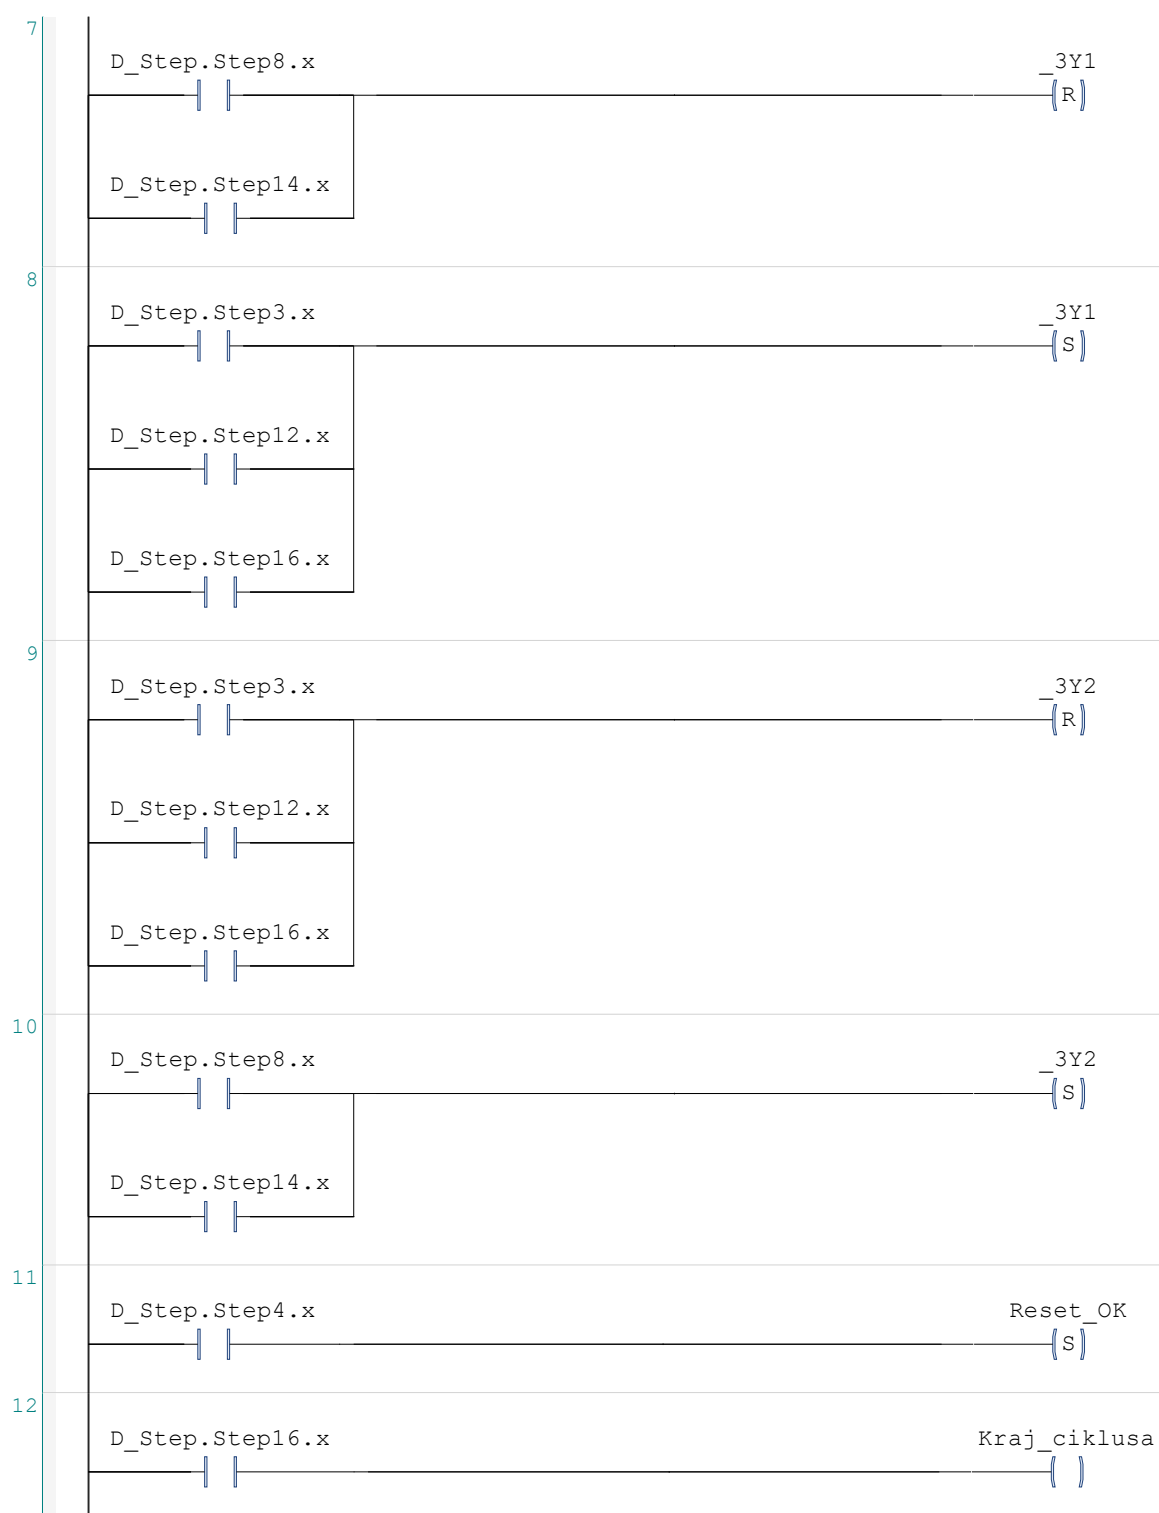 7
D_Step.Step8.x _3Y1
R
D_Step.Step14.x
8
D_Step.Step3.x _3Y1
S
D_Step.Step12.x
D_Step.Step16.x
9
D_Step.Step3.x _3Y2
R
D_Step.Step12.x
D_Step.Step16.x
10
D_Step.Step8.x _3Y2
S
D_Step.Step14.x
11
D_Step.Step4.x Reset_OK
S
12
D_Step.Step16.x Kraj_ciklusa